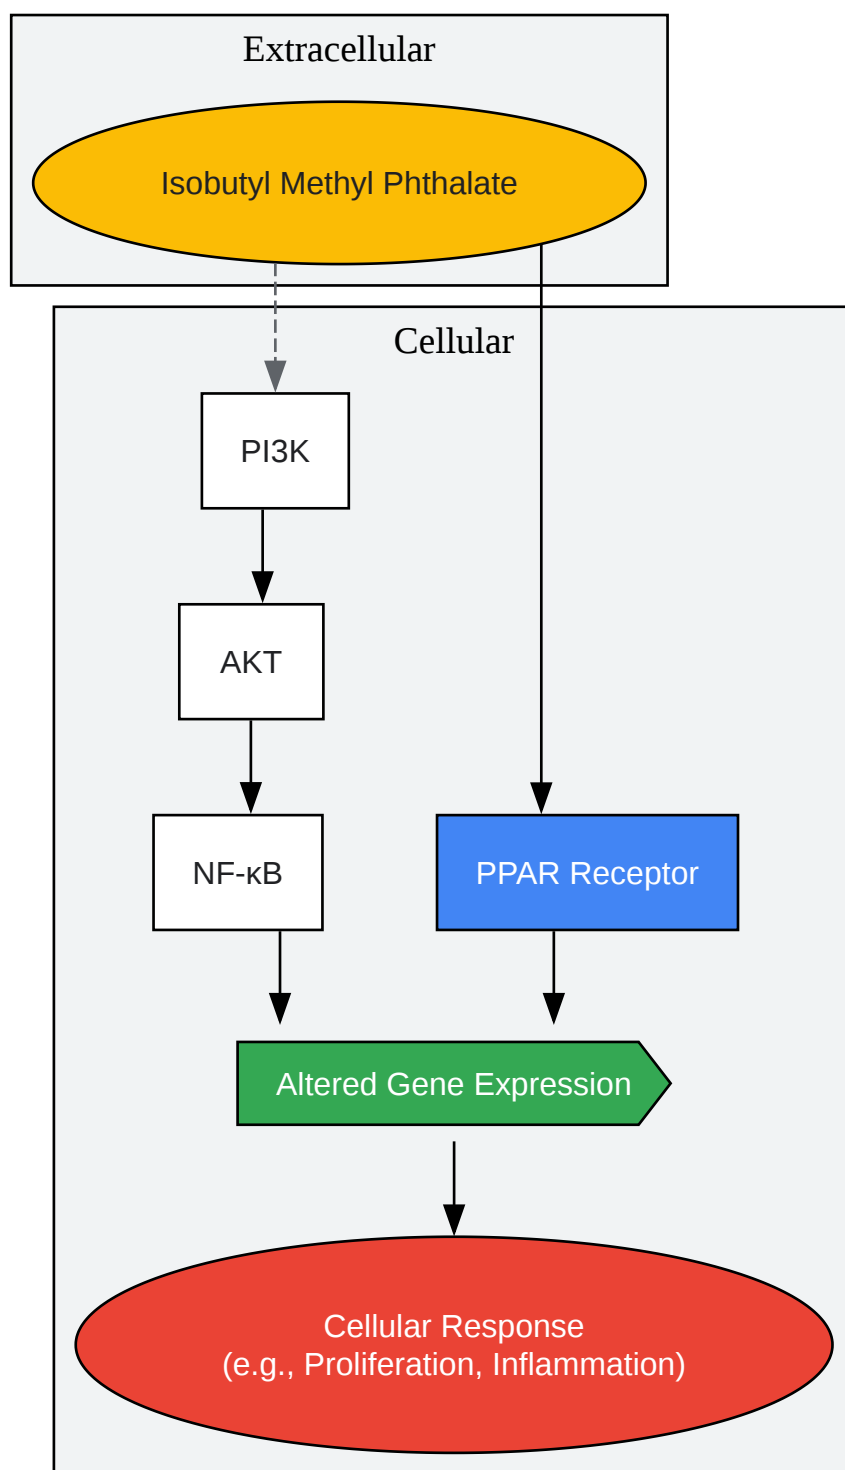 Extracellular
Isobutyl Methyl Phthalate
Cellular
PI3K
AKT
NF-κB
PPAR Receptor
Altered Gene Expression
Cellular Response
(e.g., Proliferation, Inflammation)